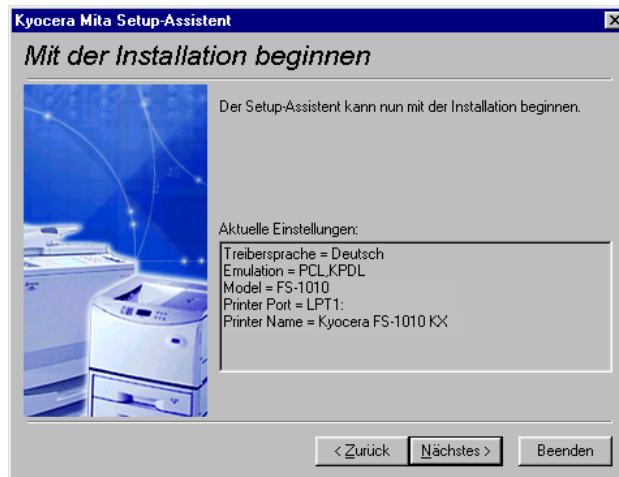 Kyocera Mita Setup-Assistent
Mit der Installation beginnen
Der Setup-Assistent kann nun mit der Installation beginnen.
Aktuelle Einstellungen:
Treibersprache = Deutsch
Emulation = PCL,KPDL
Model = FS-1010
Printer Port = LPT1:
Printer Name = Kyocera FS-1010 KX
< Zurück
Nächstes >
Beenden